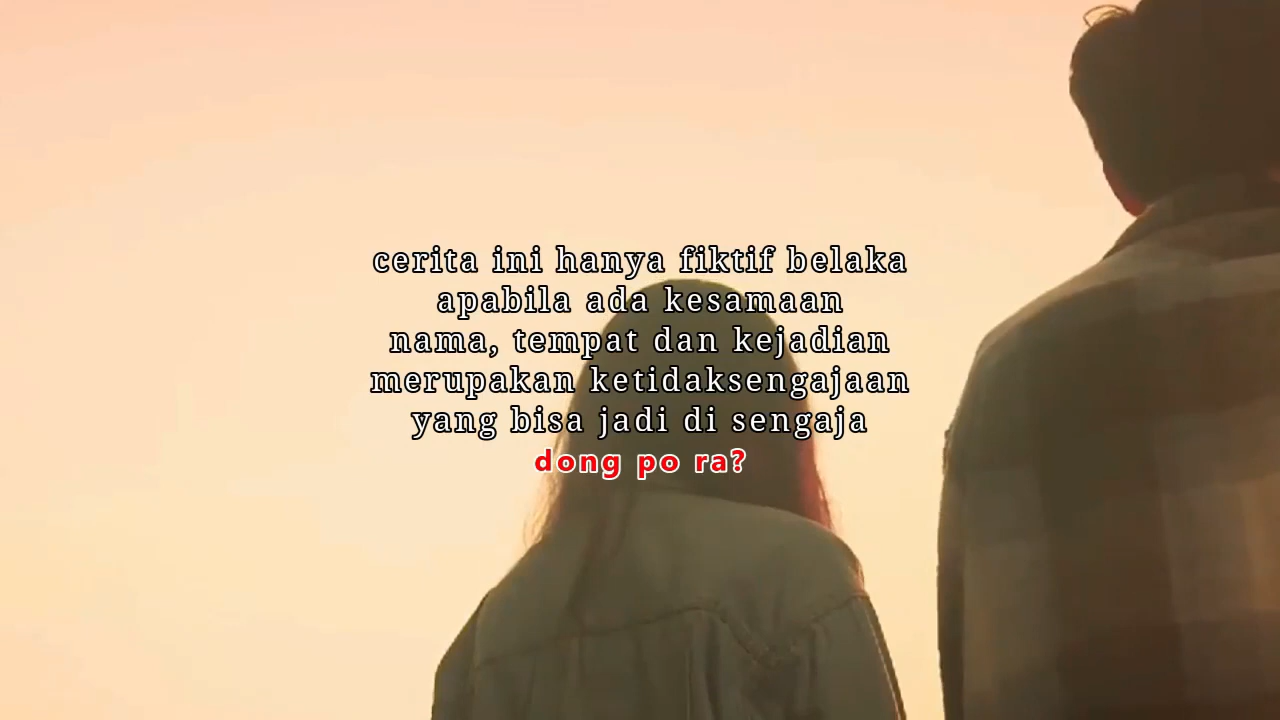 cerita ini hanya fiktif belaka
apabila ada kesamaan
nama, tempat dan kejadian
merupakan ketidaksengajaan
yang bisa jadi di sengaja
dong po ra?